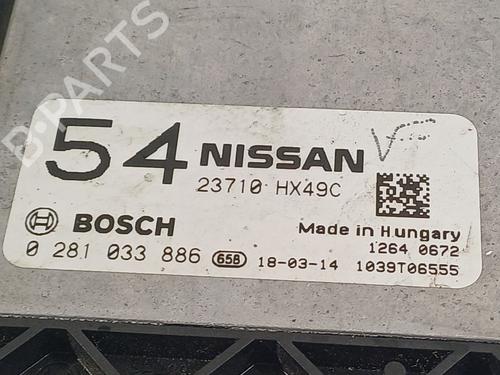 B-PARTS
54 NISSAN
23710 HX49C
BOSCH
Made in Hungary
1264 0672
0 281 033 886 658 18-03-14 1039T06555